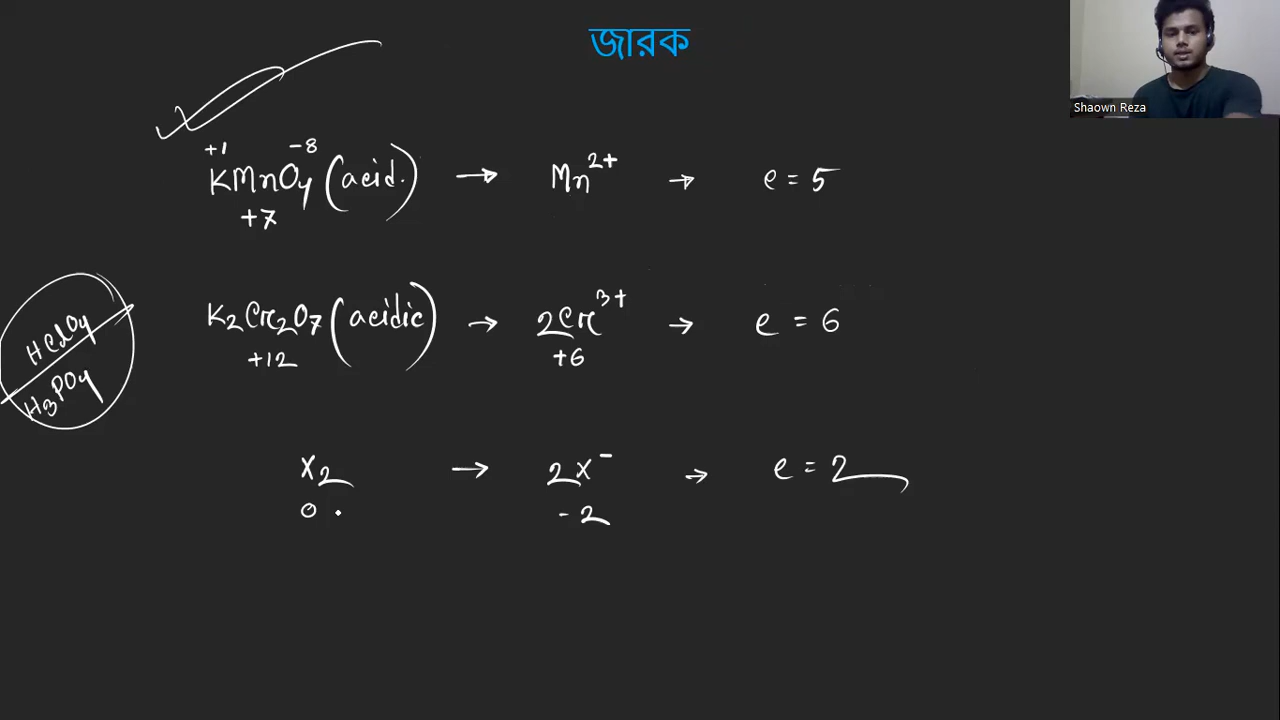 জারক
Shaown Reza
+1 -8
KMnO4 (acid.) → Mn2+ → e = 5
+7
K2Cr2O7 (acidic) → 2Cr3+ → e = 6
+12 +6
HClO4
H3PO4
X2 → 2X- → e = 2
0 -2